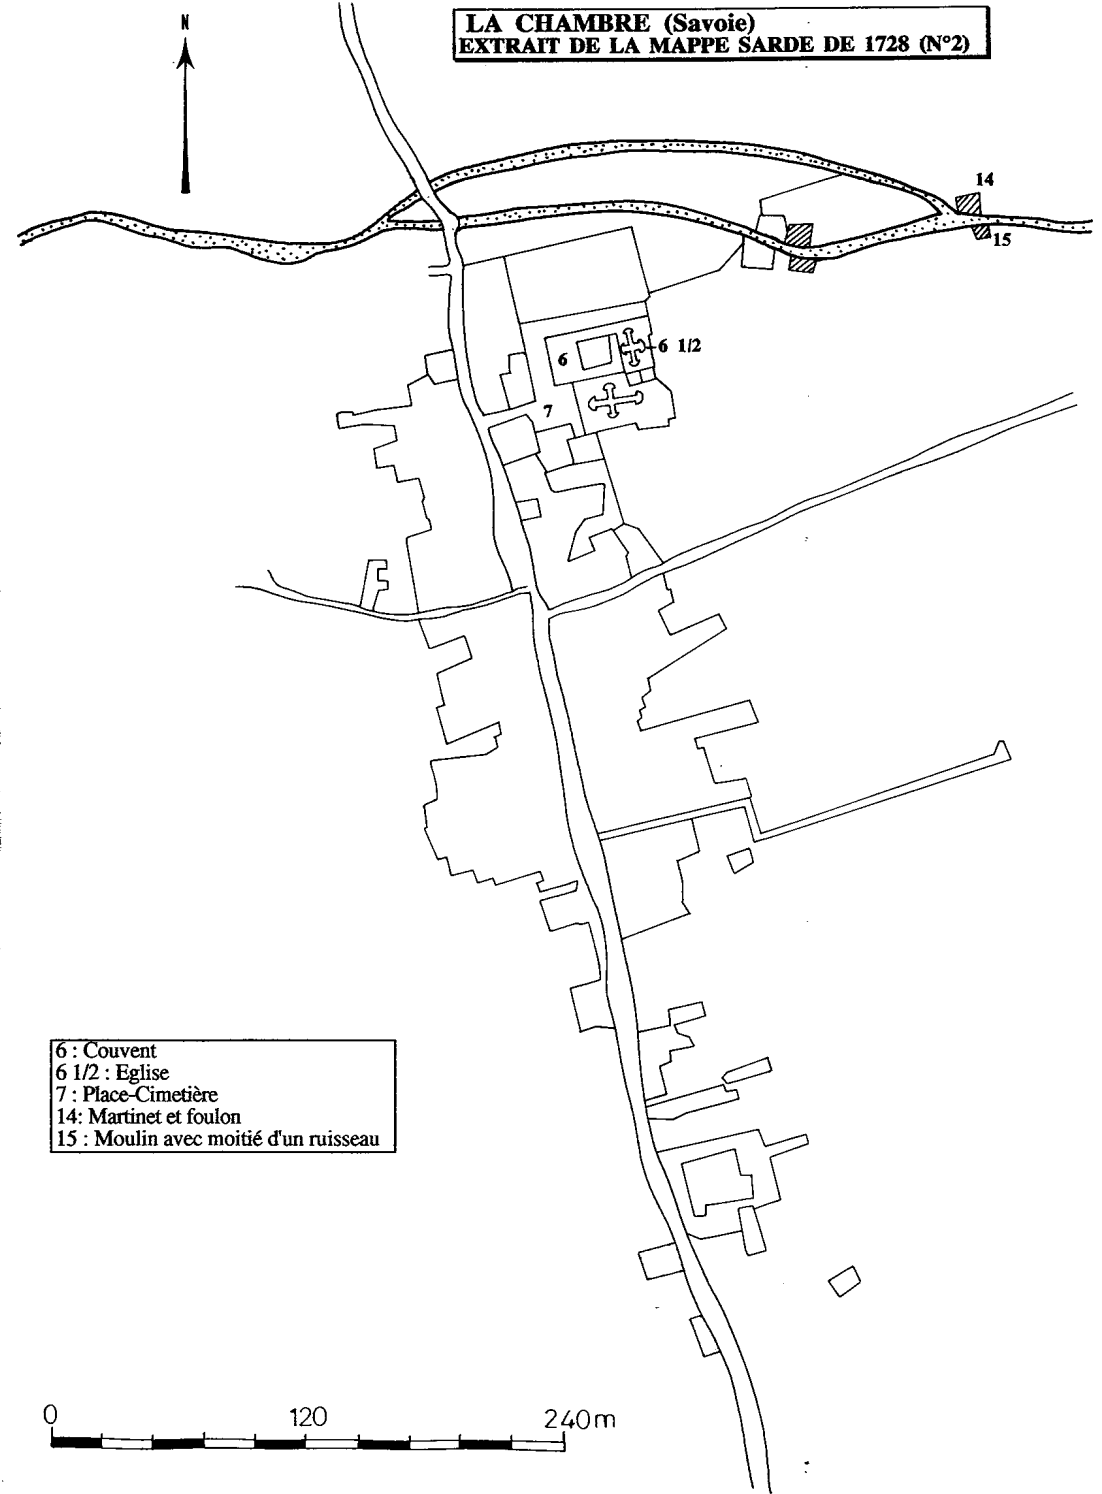 N
LA CHAMBRE (Savoie)
EXTRAIT DE LA MAPPE SARDE DE 1728 (N°2)
14
15
6
6 1/2
7
6 : Couvent
6 1/2 : Eglise
7 : Place-Cimetière
14: Martinet et foulon
15 : Moulin avec moitié d'un ruisseau
0 120 240m